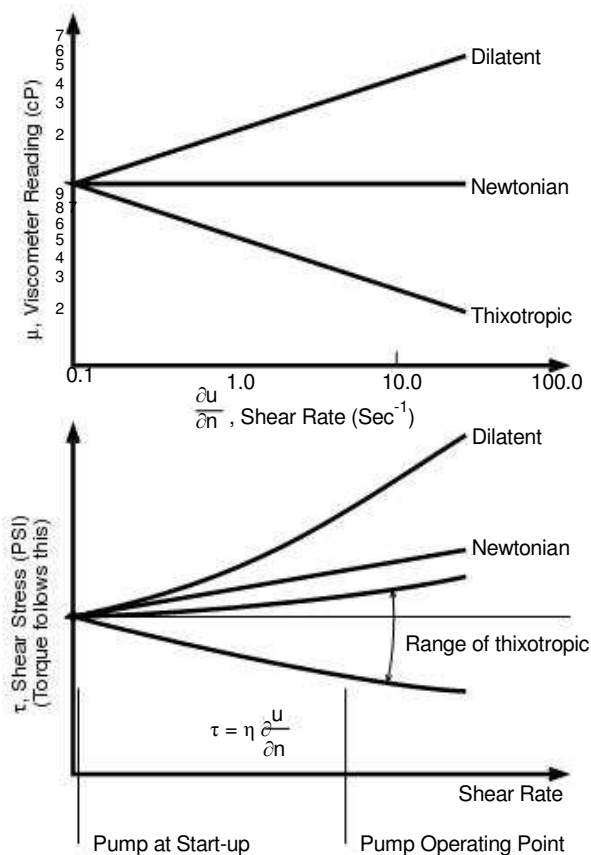 μ, Viscometer Reading (cP)
7
6
5
4
3
2
9
8 7
6
5
4
3
2
Dilatent
Newtonian
Thixotropic
0.1
1.0
10.0
100.0
∂u
∂n , Shear Rate (Sec⁻¹)
τ, Shear Stress (PSI)
(Torque follows this)
Dilatent
Newtonian
Range of thixotropic
τ = η ∂u
∂n
Shear Rate
Pump at Start-up
Pump Operating Point